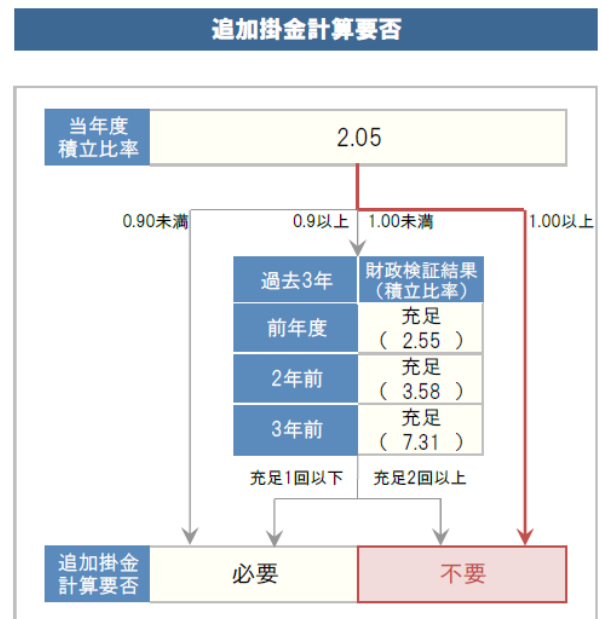 追加掛金計算要否
当年度
積立比率
2.05
0.90未満
0.9以上
1.00未満
1.00以上
過去3年
財政検証結果
（積立比率）
前年度
充足
（ 2.55 ）
2年前
充足
（ 3.58 ）
3年前
充足
（ 7.31 ）
充足1回以下
充足2回以上
追加掛金
計算要否
必要
不要